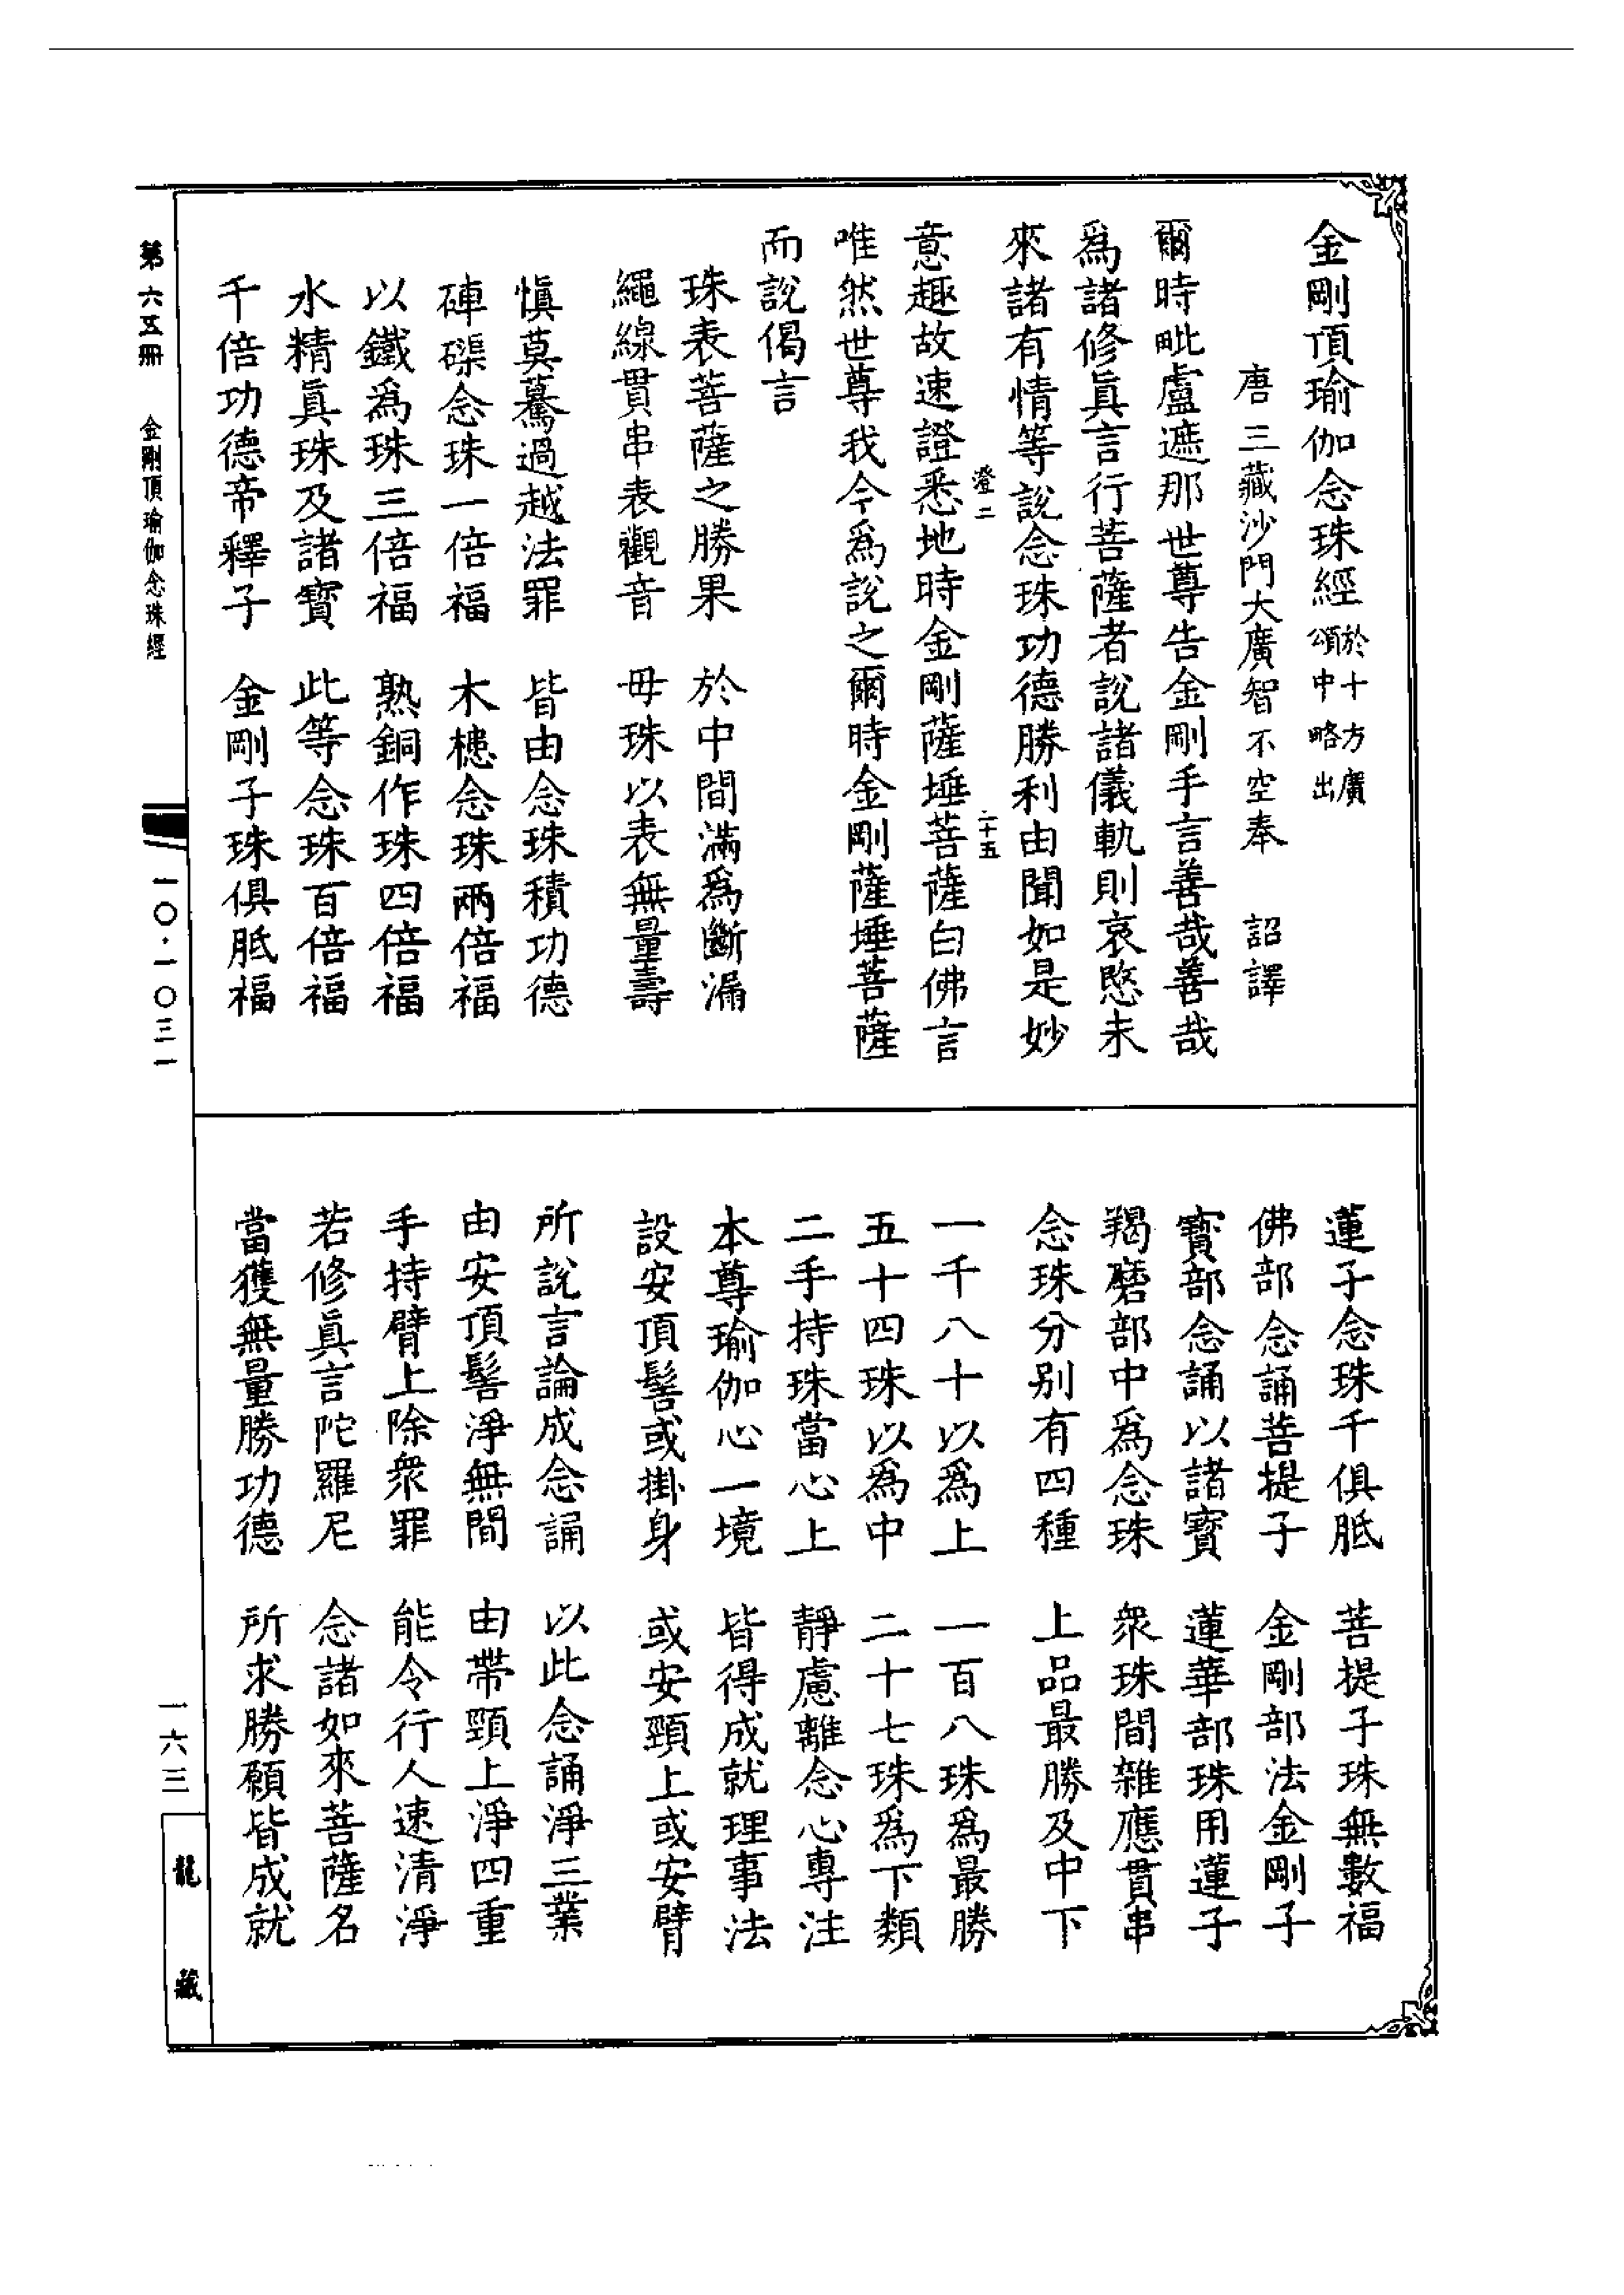 金剛頂瑜伽念珠經於十方廣頌中略出
唐三藏沙門大廣智不空奉 詔譯
爾時毗盧遮那世尊告金剛手言善哉善哉
爲諸修眞言行菩薩者說諸儀軌則哀愍未
來諸有情等說念珠功德勝利由聞如是妙
澄二 二十五
意趣故速證悉地時金剛薩埵菩薩白佛言
唯然世尊我今爲說之爾時金剛薩埵菩薩
而說偈言
珠表菩薩之勝果 於中間滿爲斷漏
繩線貫串表觀音 毋珠以表無量壽
慎莫驀過越法罪 皆由念珠積功德
硨磲念珠一倍福 木槵念珠兩倍福
以鐵爲珠三倍福 熟銅作珠四倍福
水精眞珠及諸寶 此等念珠百倍福
千倍功德帝釋子 金剛子珠俱胝福
蓮子念珠千俱胝 菩提子珠無數福
佛部念誦菩提子 金剛部法金剛子
寶部念誦以諸寶 蓮華部珠用蓮子
羯磨部中爲念珠 衆珠間雜應貫串
念珠分別有四種 上品最勝及中下
一千八十以爲上 一百八珠爲最勝
五十四珠以爲中 二十七珠爲下類
二手持珠當心上 靜慮離念心專注
本尊瑜伽心一境 皆得成就理事法
設安頂髻或掛身 或安頸上或安臂
所說言論成念誦 以此念誦淨三業
由安頂髻淨無間 由帶頸上淨四重
手持臂上除衆罪 能令行人速清淨
若修眞言陀羅尼 念諸如來菩薩名
當獲無量勝功德 所求勝願皆成就
第六五册 金剛頂瑜伽念珠經 一〇·一〇三一
一六三
龍藏